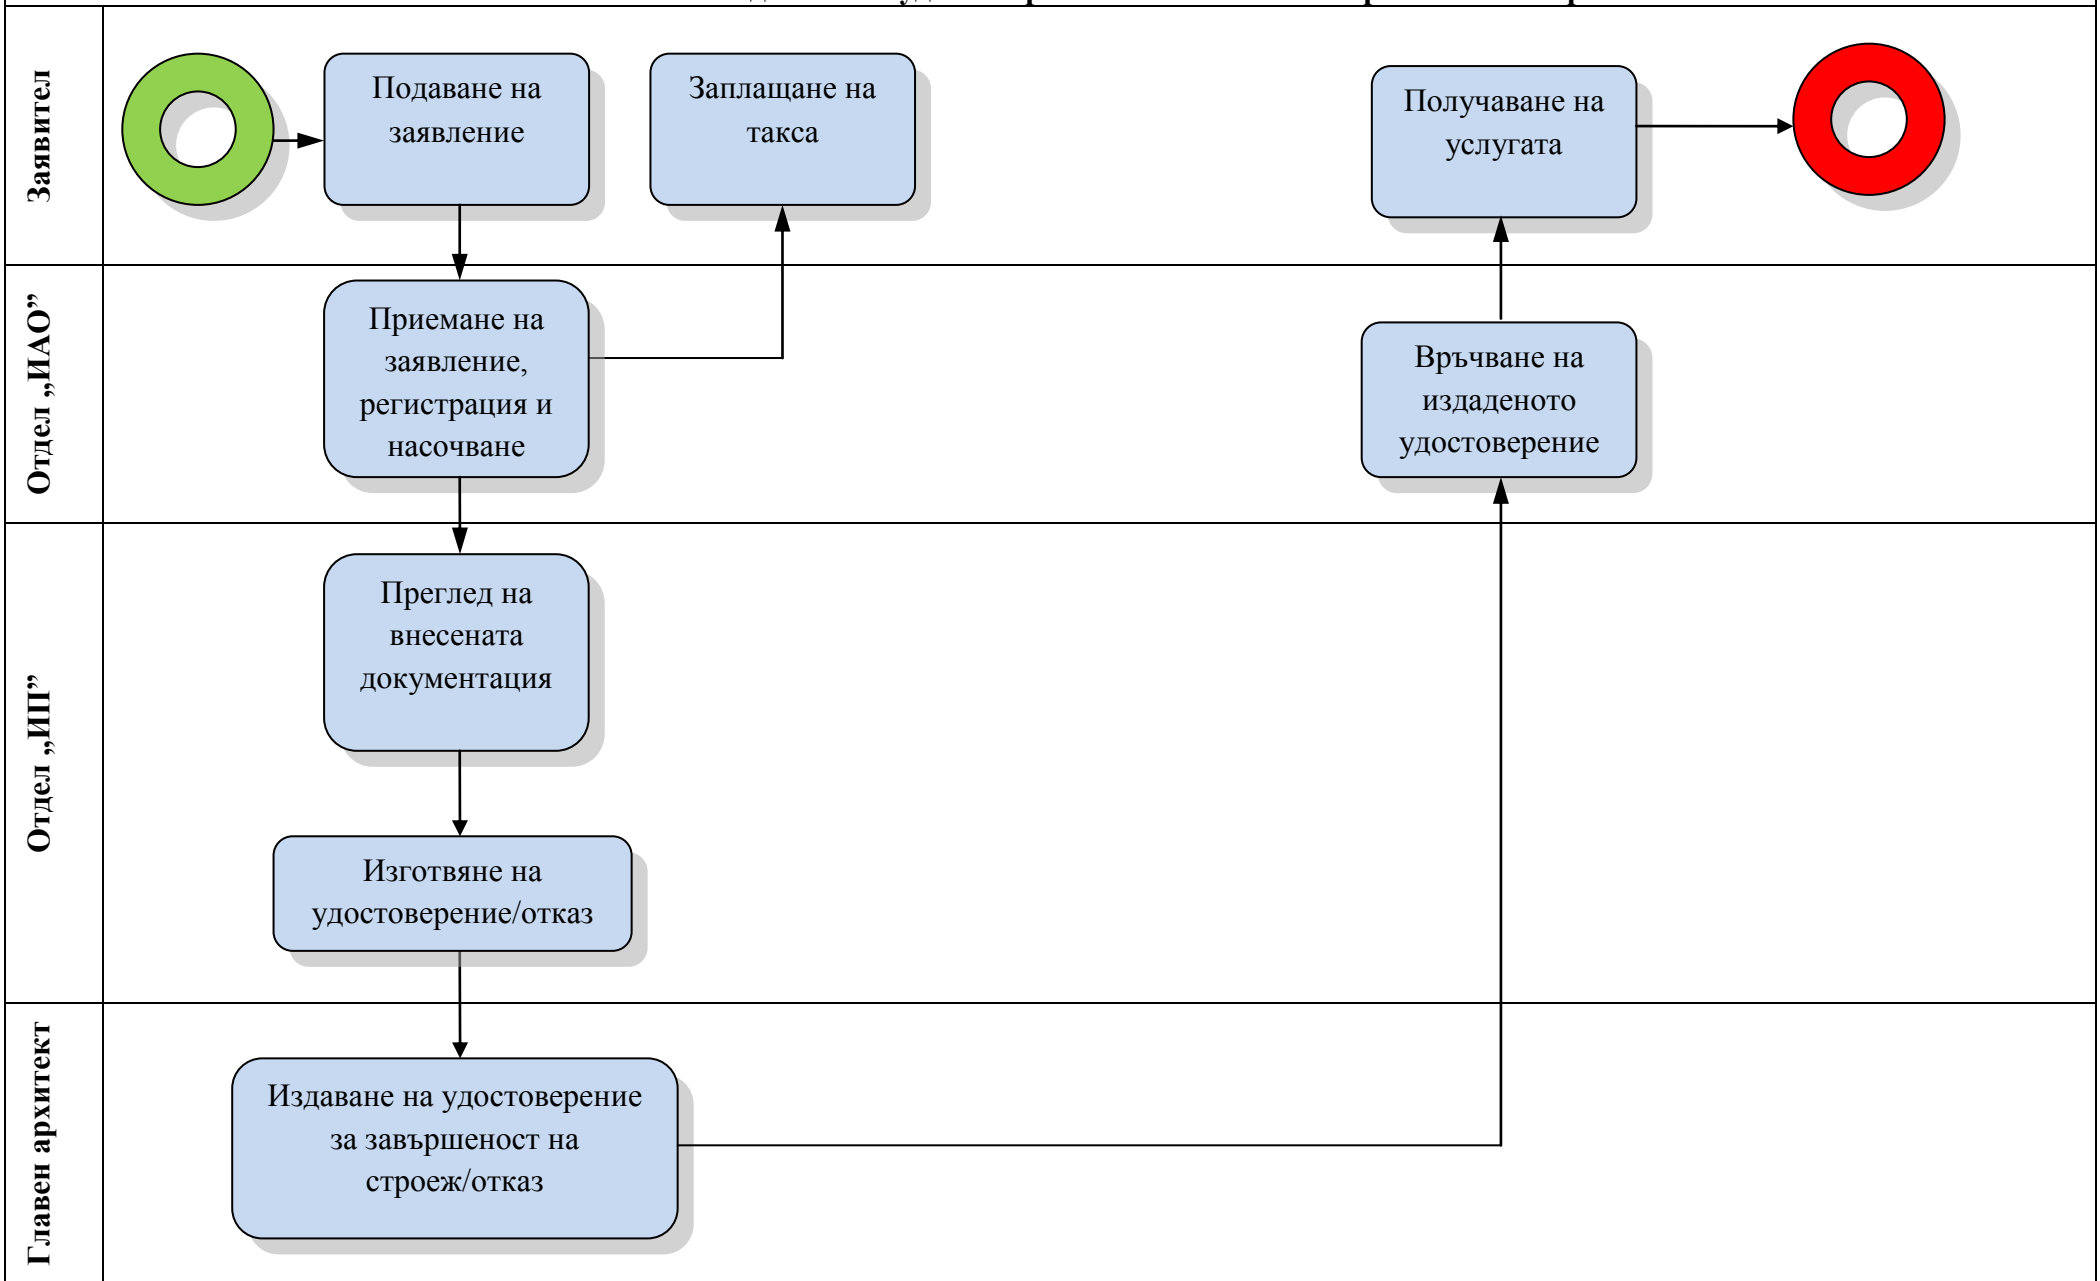 Заявител
Подаване на
заявление
Заплащане на
такса
Получаване на
услугата
Отдел „ИАО”
Приемане на
заявление,
регистрация и
насочване
Връчване на
издаденото
удостоверение
Отдел „ИП”
Преглед на
внесената
документация
Изготвяне на
удостоверение/отказ
Главен архитект
Издаване на удостоверение
за завършеност на
строеж/отказ